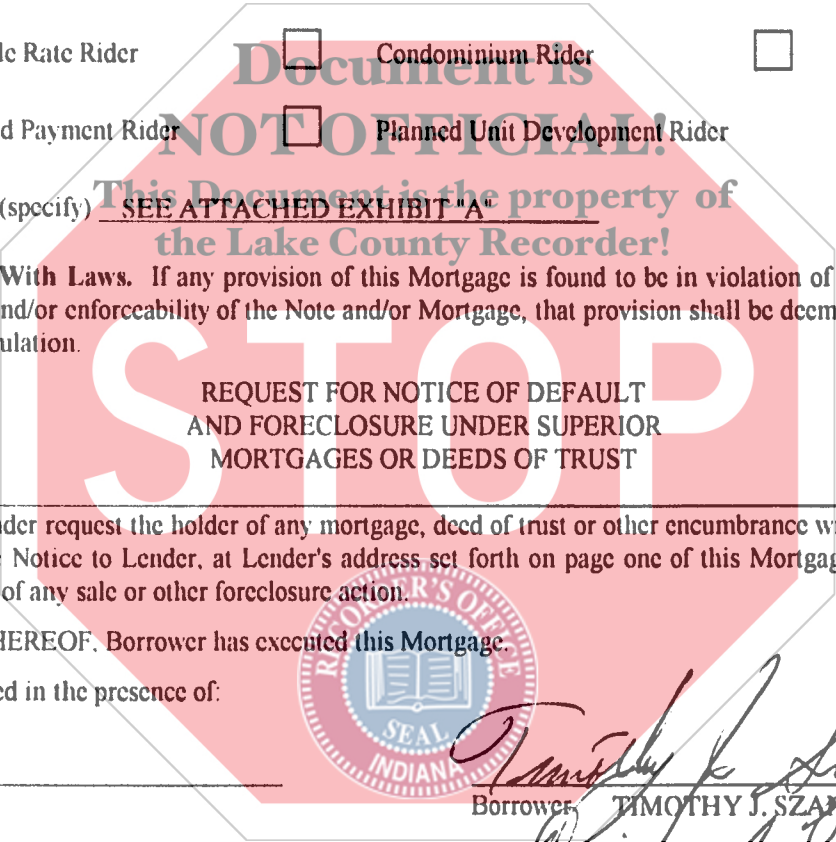 le Rate Rider Condominium Rider
d Payment Rider Planned Unit Development Rider
(specify) SEE ATTACHED EXHIBIT "A"
With Laws. If any provision of this Mortgage is found to be in violation of
nd/or enforceability of the Note and/or Mortgage, that provision shall be deem
ulation.
REQUEST FOR NOTICE OF DEFAULT
AND FORECLOSURE UNDER SUPERIOR
MORTGAGES OR DEEDS OF TRUST
der request the holder of any mortgage, deed of trust or other encumbrance w
Notice to Lender, at Lender's address set forth on page one of this Mortgag
of any sale or other foreclosure action.
HEREOF, Borrower has executed this Mortgage.
ed in the presence of:
Timothy J.
Borrower TIMOTHY J. SZA
Document is
NOT OFFICIAL!
This Document is the property of
the Lake County Recorder!
STOP
RECORDER'S OFFICE
SEAL
INDIANA